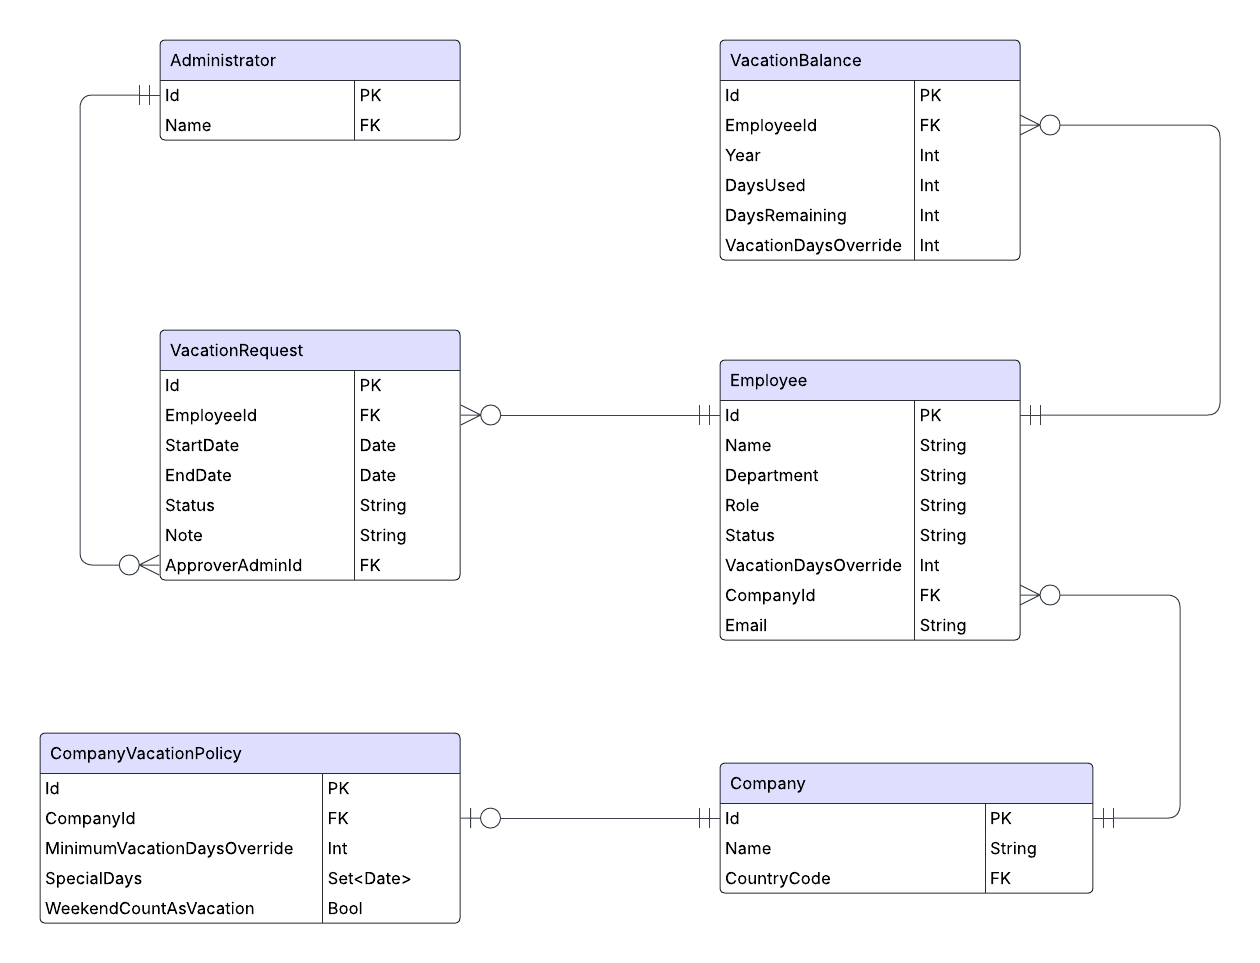 Administrator
Id PK
Name FK
VacationBalance
Id PK
EmployeeId FK
Year Int
DaysUsed Int
DaysRemaining Int
VacationDaysOverride Int
VacationRequest
Id PK
EmployeeId FK
StartDate Date
EndDate Date
Status String
Note String
ApproverAdminId FK
Employee
Id PK
Name String
Department String
Role String
Status String
VacationDaysOverride Int
CompanyId FK
Email String
CompanyVacationPolicy
Id PK
CompanyId FK
MinimumVacationDaysOverride Int
SpecialDays Set<Date>
WeekendCountAsVacation Bool
Company
Id PK
Name String
CountryCode FK